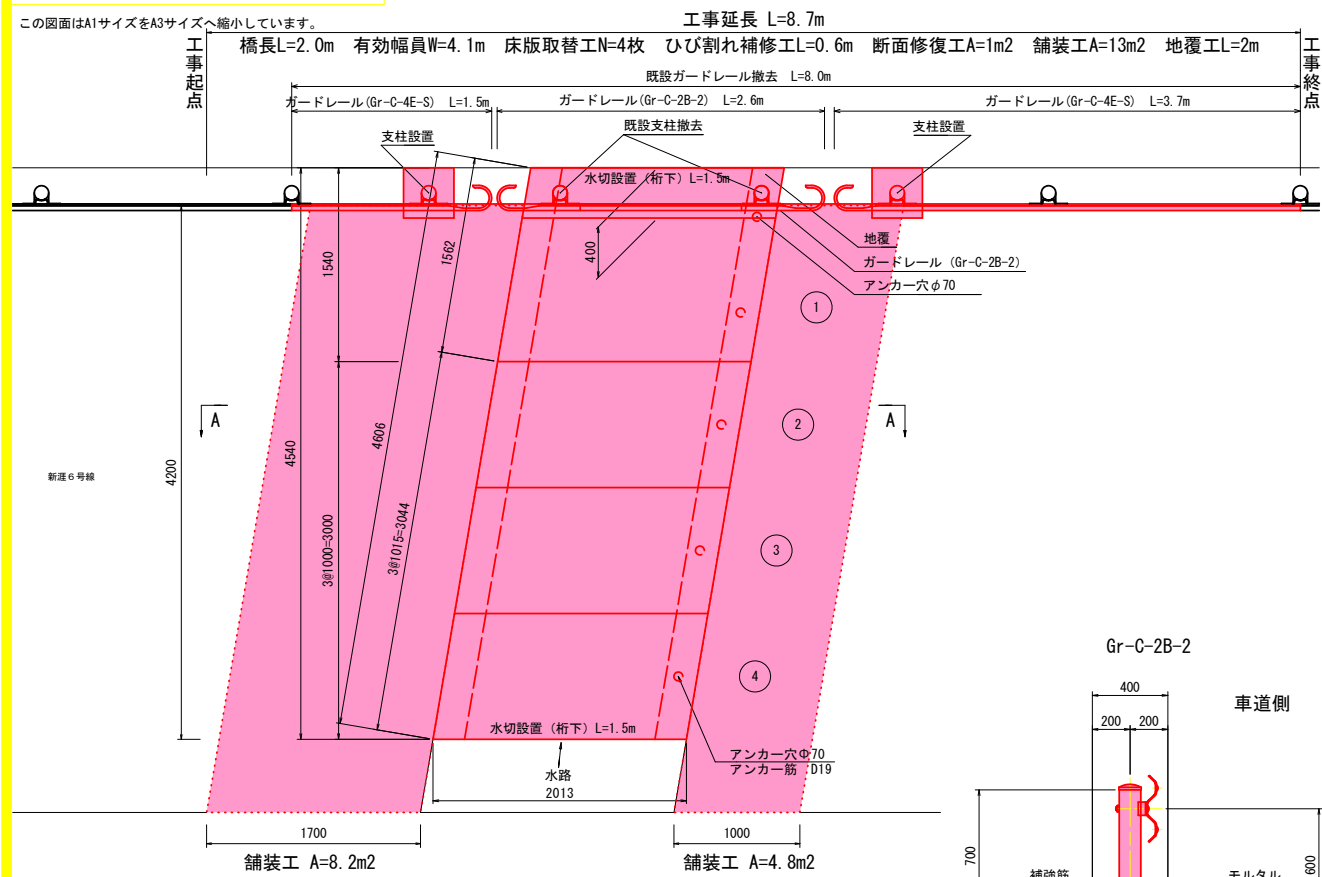 この図面はA1サイズをA3サイズへ縮小しています。
工事延長 L=8.7m
工事起点
橋長L=2.0m 有効幅員W=4.1m 床版取替工N=4枚 ひび割れ補修工L=0.6m 断面修復工A=1m2 舗装工A=13m2 地覆工L=2m
工事終点
既設ガードレール撤去 L=8.0m
ガードレール(Gr-C-4E-S) L=1.5m
ガードレール(Gr-C-2B-2) L=2.6m
ガードレール(Gr-C-4E-S) L=3.7m
支柱設置
既設支柱撤去
支柱設置
水切設置(桁下)L=1.5m
地覆
ガードレール (Gr-C-2B-2)
アンカー穴φ70
1540
1562
400
1
A
A
2
4200
4540
4606
新涯6号線
3@1000=3000
3@1015=3044
3
4
水切設置(桁下)L=1.5m
アンカー穴Φ70
アンカー筋 D19
水路
2013
1700
1000
舗装工 A=8.2m2
舗装工 A=4.8m2
Gr-C-2B-2
400
車道側
200
200
700
600
補強筋
モルタル